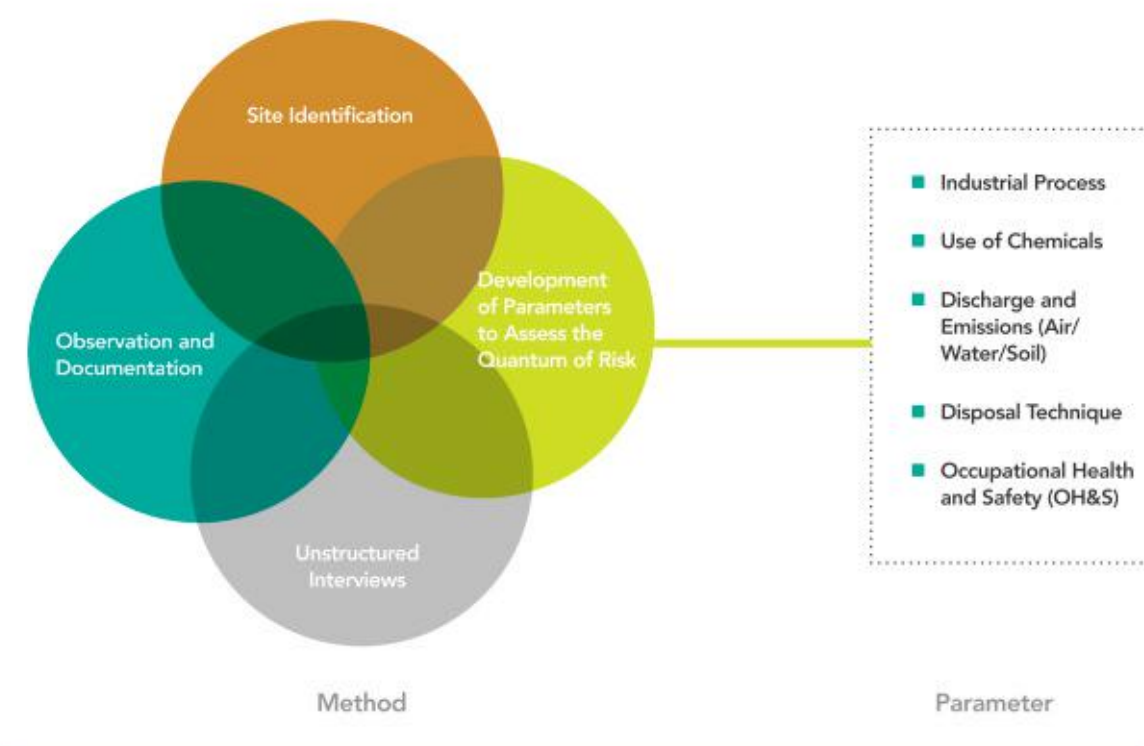 Site Identification
Development
of Parameters
to Assess the
Quantum of Risk
Observation and
Documentation
Unstructured
Interviews
Method
Industrial Process
Use of Chemicals
Discharge and
Emissions (Air/
Water/Soil)
Disposal Technique
Occupational Health
and Safety (OH&S)
Parameter